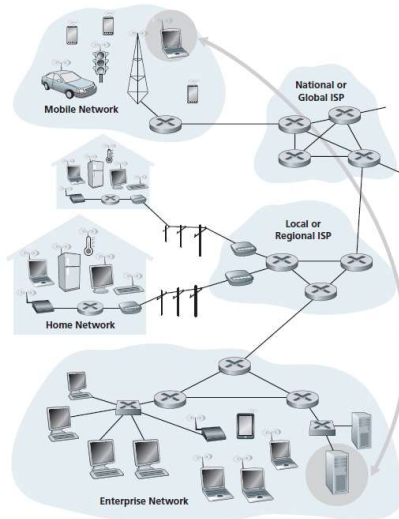 National or
Global ISP
Mobile Network
Local or
Regional ISP
Home Network
Enterprise Network